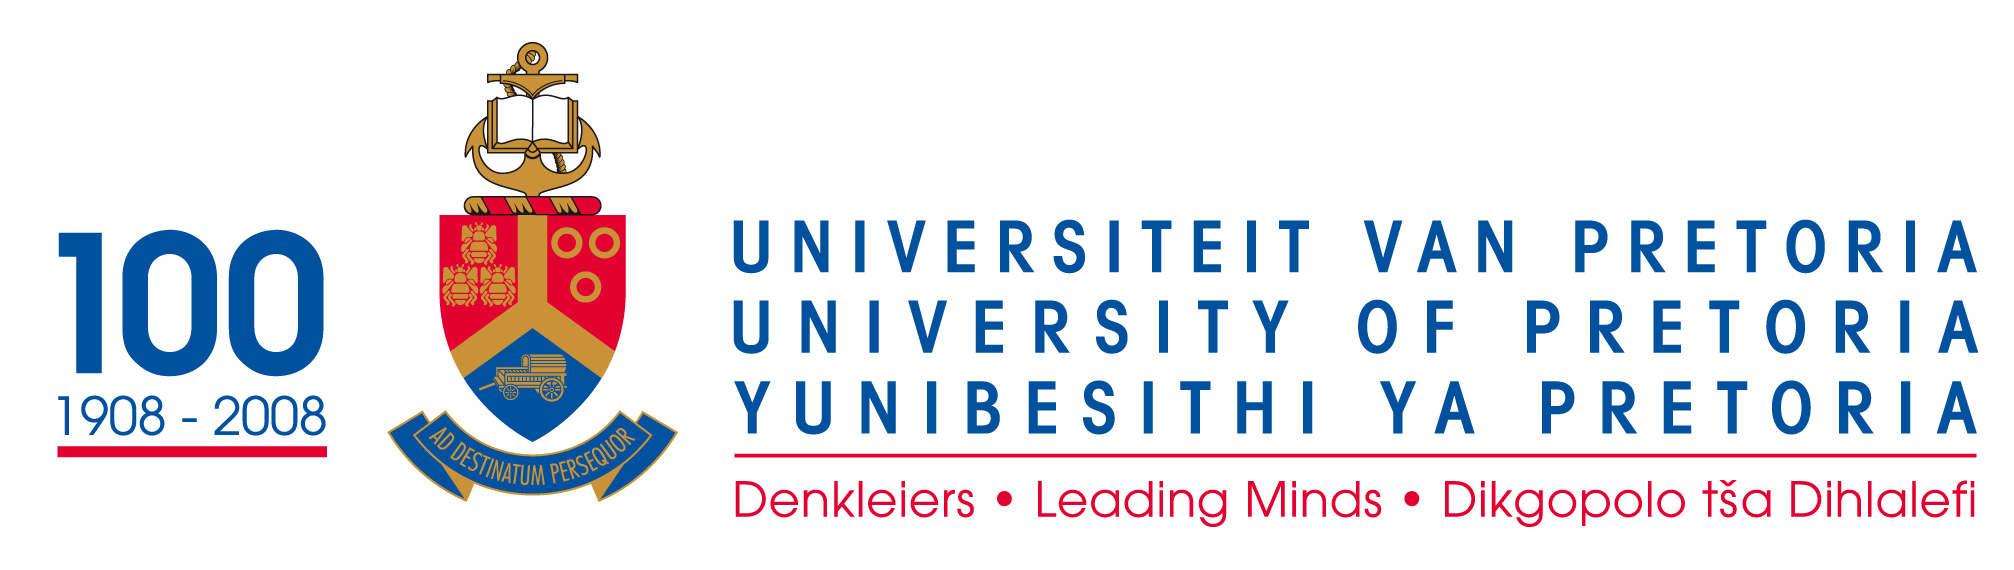 100
1908 - 2008
AD DESTINATUM PERSEQUOR
UNIVERSITEIT VAN PRETORIA
UNIVERSITY OF PRETORIA
YUNIBESITHI YA PRETORIA
Denkleiers • Leading Minds • Dikgopolo tša Dihlalefi